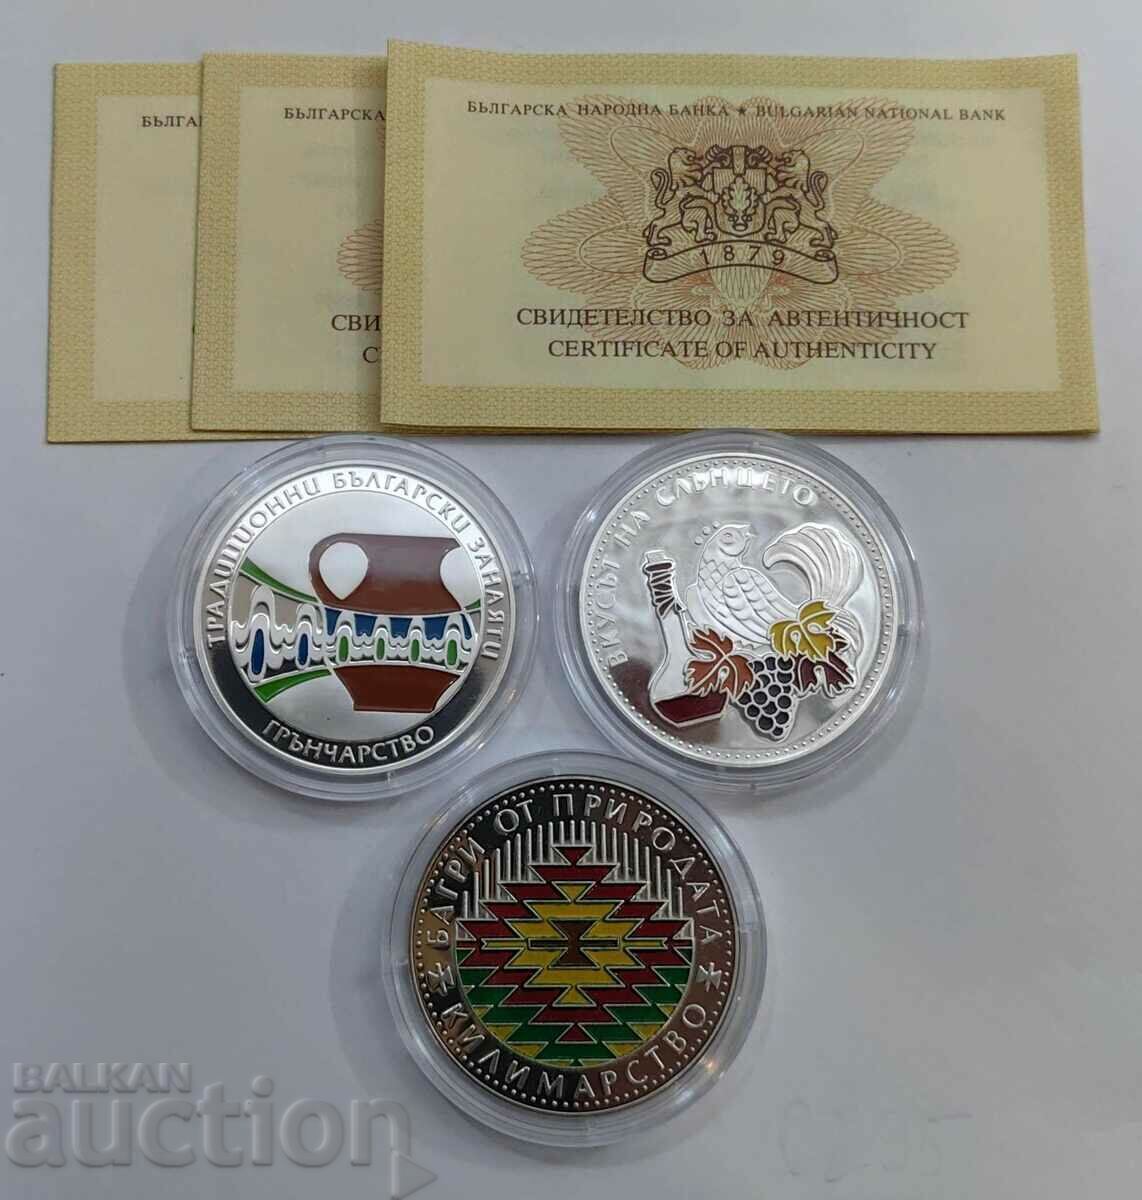 БЪЛГА
БЪЛГАРСКА
БЪЛГАРСКА НАРОДНА БАНКА ★ BULGARIAN NATIONAL BANK
1879
СВИ
С
СВИДЕТЕЛСТВО ЗА АВТЕНТИЧНОСТ
CERTIFICATE OF AUTHENTICITY
ТРАДИЦИОННИ БЪЛГАРСКИ ЗАНАЯТИ
ГРЪНЧАРСТВО
ВКУСЪТ НА СЛЪНЦЕТО
БАГРИ ОТ ПРИРОДАТА
КИЛИМАРСТВО
BALKAN
auction